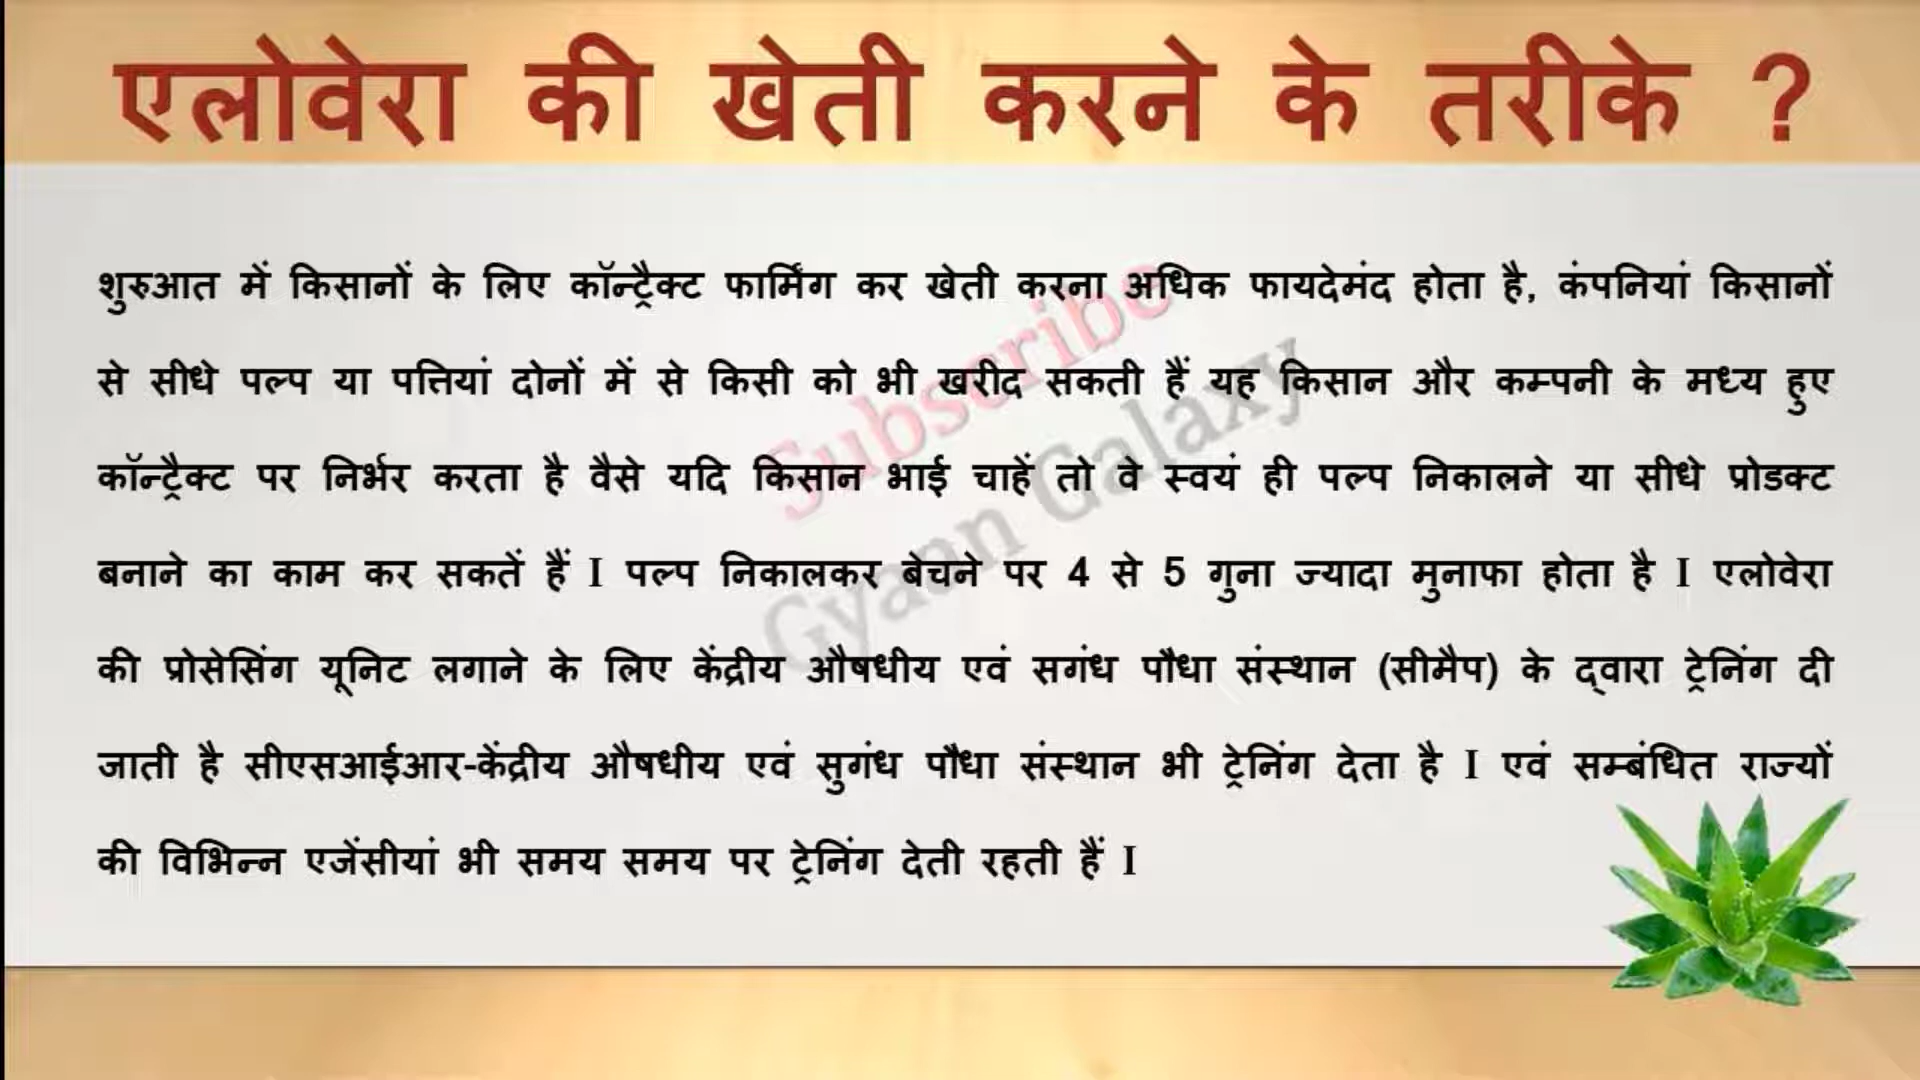 एलोवेरा की खेती करने के तरीके ?
शुरुआत में किसानों के लिए कॉन्ट्रैक्ट फार्मिंग कर खेती करना अधिक फायदेमंद होता है, कंपनियां किसानों
से सीधे पल्प या पत्तियां दोनों में से किसी को भी खरीद सकती हैं यह किसान और कम्पनी के मध्य हुए
कॉन्ट्रैक्ट पर निर्भर करता है वैसे यदि किसान भाई चाहें तो वे स्वयं ही पल्प निकालने या सीधे प्रोडक्ट
बनाने का काम कर सकतें हैं I पल्प निकालकर बेचने पर 4 से 5 गुना ज्यादा मुनाफा होता है I एलोवेरा
की प्रोसेसिंग यूनिट लगाने के लिए केंद्रीय औषधीय एवं सगंध पौधा संस्थान (सीमैप) के द्वारा ट्रेनिंग दी
जाती है सीएसआईआर-केंद्रीय औषधीय एवं सुगंध पौधा संस्थान भी ट्रेनिंग देता है I एवं सम्बंधित राज्यों
की विभिन्न एजेंसीयां भी समय समय पर ट्रेनिंग देती रहती हैं I
Subscribe
Gyaan Galaxy